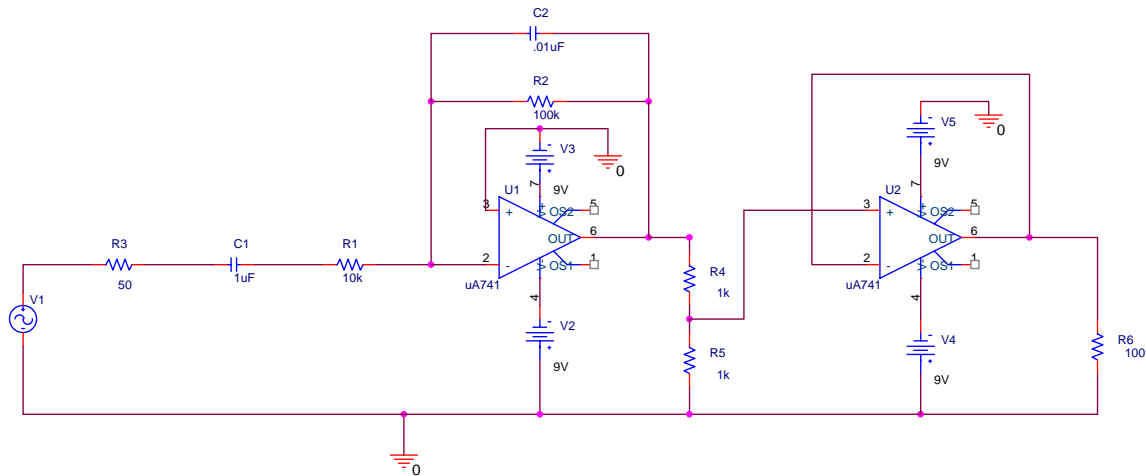 C2
.01uF
R2
100k
V3
-
+
0
9V
7
U1
3
+
V+
OS2
5
OUT
6
2
-
V-
OS1
1
uA741
4
V2
-
+
9V
R3
50
C1
1uF
R1
10k
V1
+
-
R4
1k
R5
1k
0
V5
-
+
0
9V
7
U2
3
+
V+
OS2
5
OUT
6
2
-
V-
OS1
1
uA741
4
V4
-
+
9V
R6
100